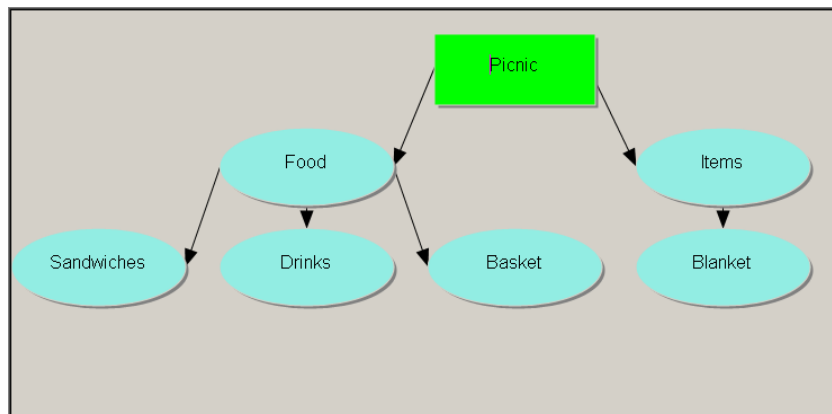 Picnic
Food
Items
Sandwiches
Drinks
Basket
Blanket